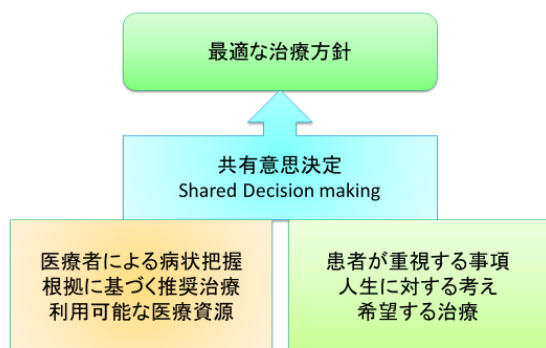 最適な治療方針
共有意思決定
Shared Decision making
医療者による病状把握
根拠に基づく推奨治療
利用可能な医療資源
患者が重視する事項
人生に対する考え
希望する治療